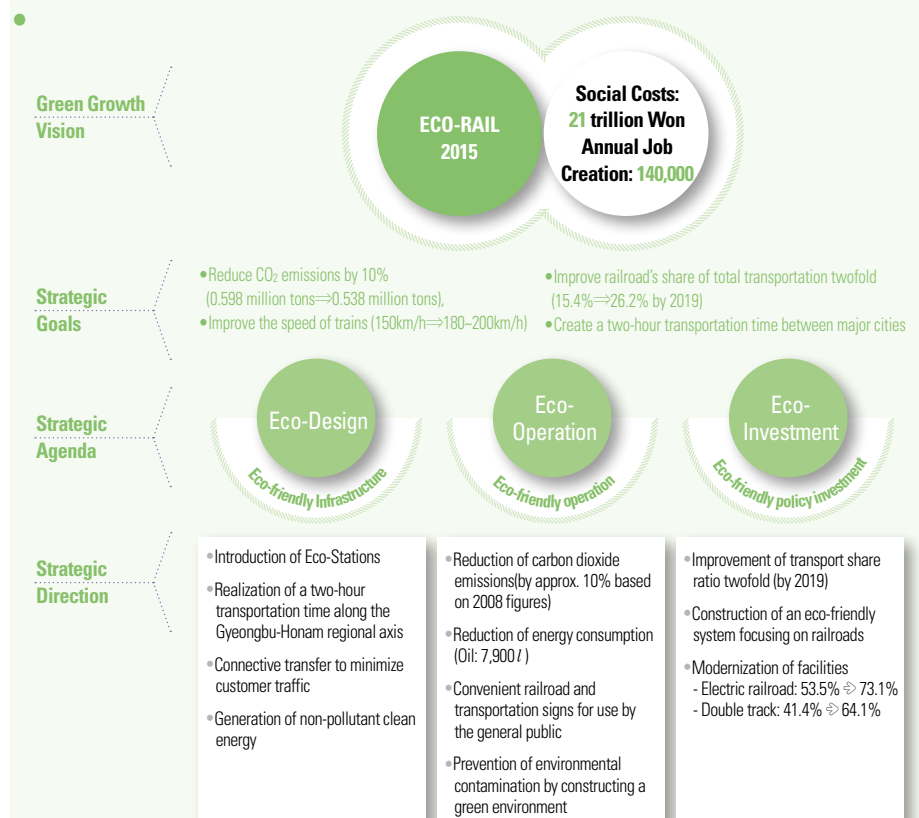 Green Growth
Vision
ECO-RAIL
2015
Social Costs:
21 trillion Won
Annual Job
Creation: 140,000
Strategic
Goals
•Reduce CO₂ emissions by 10%
(0.598 million tons⇒0.538 million tons),
•Improve the speed of trains (150km/h⇒180~200km/h)
•Improve railroad's share of total transportation twofold
(15.4%⇒26.2% by 2019)
•Create a two-hour transportation time between major cities
Strategic
Agenda
Eco-Design
Eco-friendly Infrastructure
Eco-
Operation
Eco-friendly operation
Eco-
Investment
Eco-friendly policy investment
Strategic
Direction
•Introduction of Eco-Stations
•Realization of a two-hour
transportation time along the
Gyeongbu-Honam regional axis
•Connective transfer to minimize
customer traffic
•Generation of non-pollutant clean
energy
•Reduction of carbon dioxide
emissions(by approx. 10% based
on 2008 figures)
•Reduction of energy consumption
(Oil: 7,900 l )
•Convenient railroad and
transportation signs for use by
the general public
•Prevention of environmental
contamination by constructing a
green environment
•Improvement of transport share
ratio twofold (by 2019)
•Construction of an eco-friendly
system focusing on railroads
•Modernization of facilities
- Electric railroad: 53.5% ➪ 73.1%
- Double track: 41.4% ➪ 64.1%